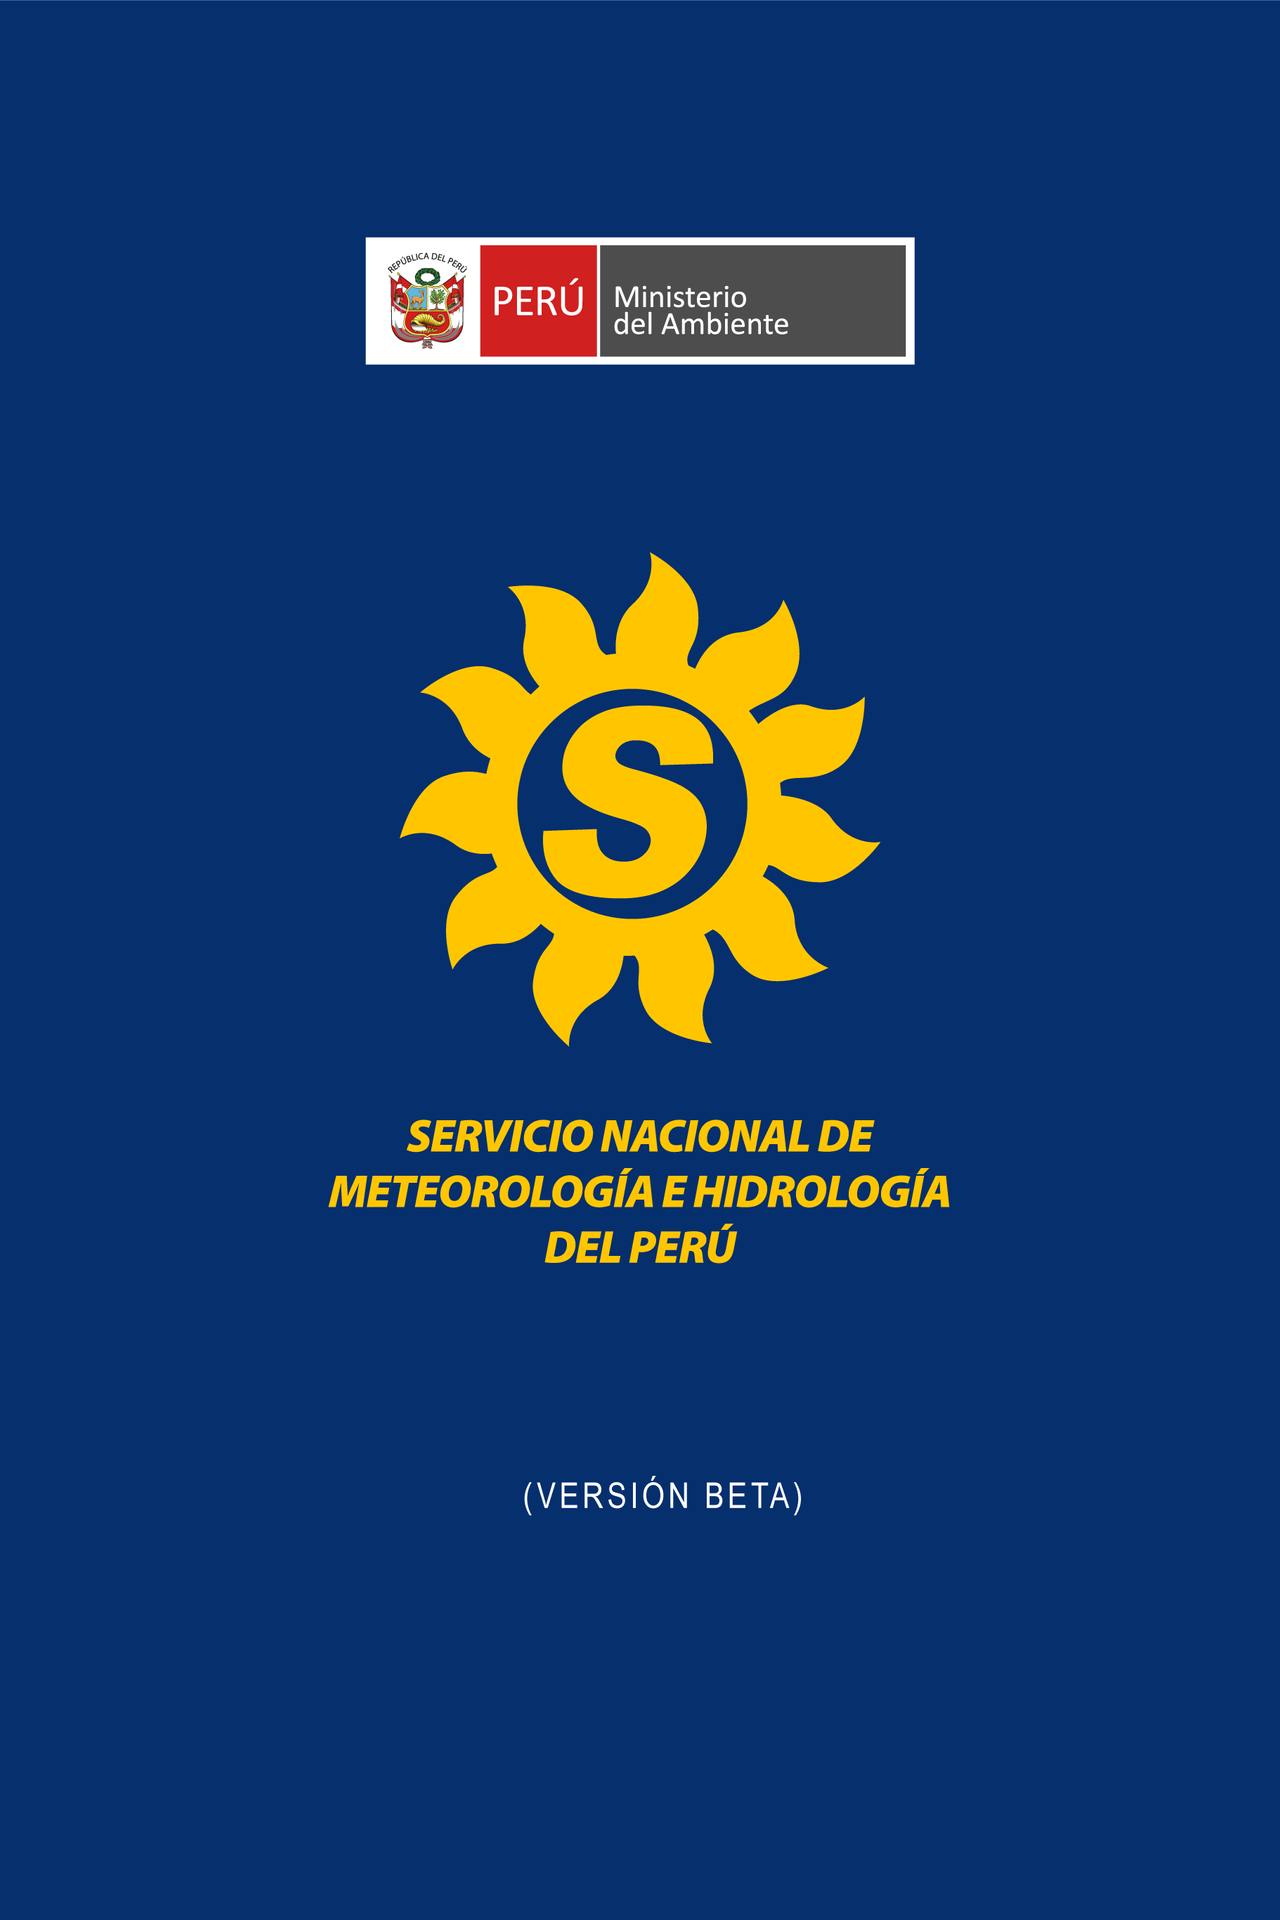 REPÚBLICA DEL PERÚ
PERÚ
Ministerio
del Ambiente
S
SERVICIO NACIONAL DE
METEOROLOGÍA E HIDROLOGÍA
DEL PERÚ
(VERSIÓN BETA)